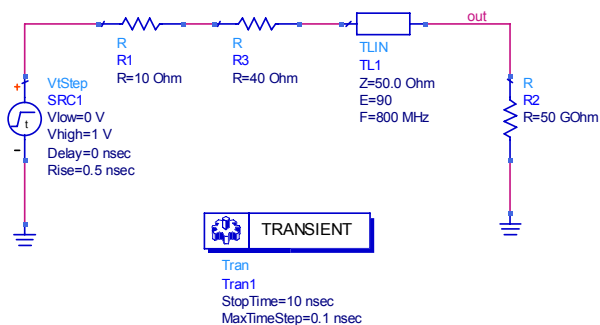 out
R
R1
R=10 Ohm
R
R3
R=40 Ohm
TLIN
TL1
Z=50.0 Ohm
E=90
F=800 MHz
R
R2
R=50 GOhm
+
t
-
VtStep
SRC1
Vlow=0 V
Vhigh=1 V
Delay=0 nsec
Rise=0.5 nsec
TRANSIENT
Tran
Tran1
StopTime=10 nsec
MaxTimeStep=0.1 nsec